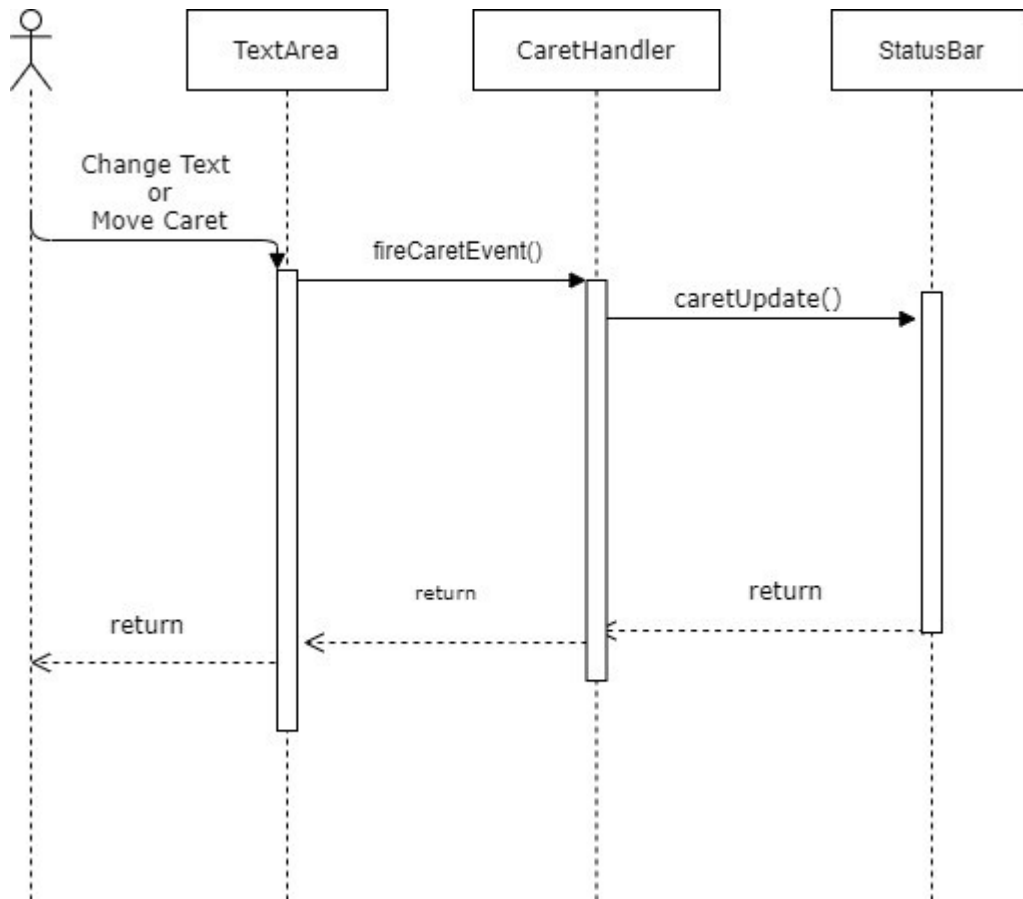 TextArea
CaretHandler
StatusBar
Change Text
or
Move Caret
fireCaretEvent()
caretUpdate()
return
return
return